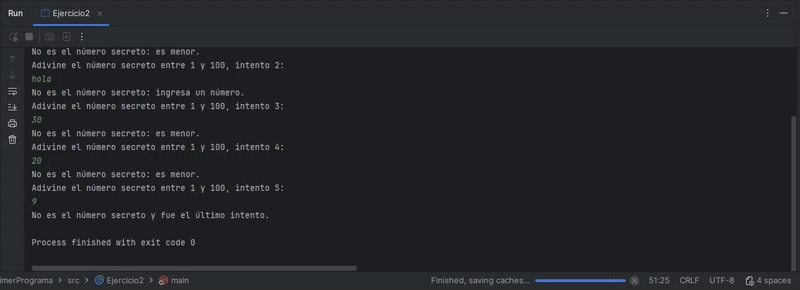 Run
Ejercicio2
No es el número secreto: es menor.
Adivine el número secreto entre 1 y 100, intento 2:
hola
No es el número secreto: ingresa un número.
Adivine el número secreto entre 1 y 100, intento 3:
30
No es el número secreto: es menor.
Adivine el número secreto entre 1 y 100, intento 4:
20
No es el número secreto: es menor.
Adivine el número secreto entre 1 y 100, intento 5:
9
No es el número secreto y fue el último intento.
Process finished with exit code 0
imerPrograma > src > Ejercicio2 > main Finished, saving caches... 51:25 CRLF UTF-8 4 spaces